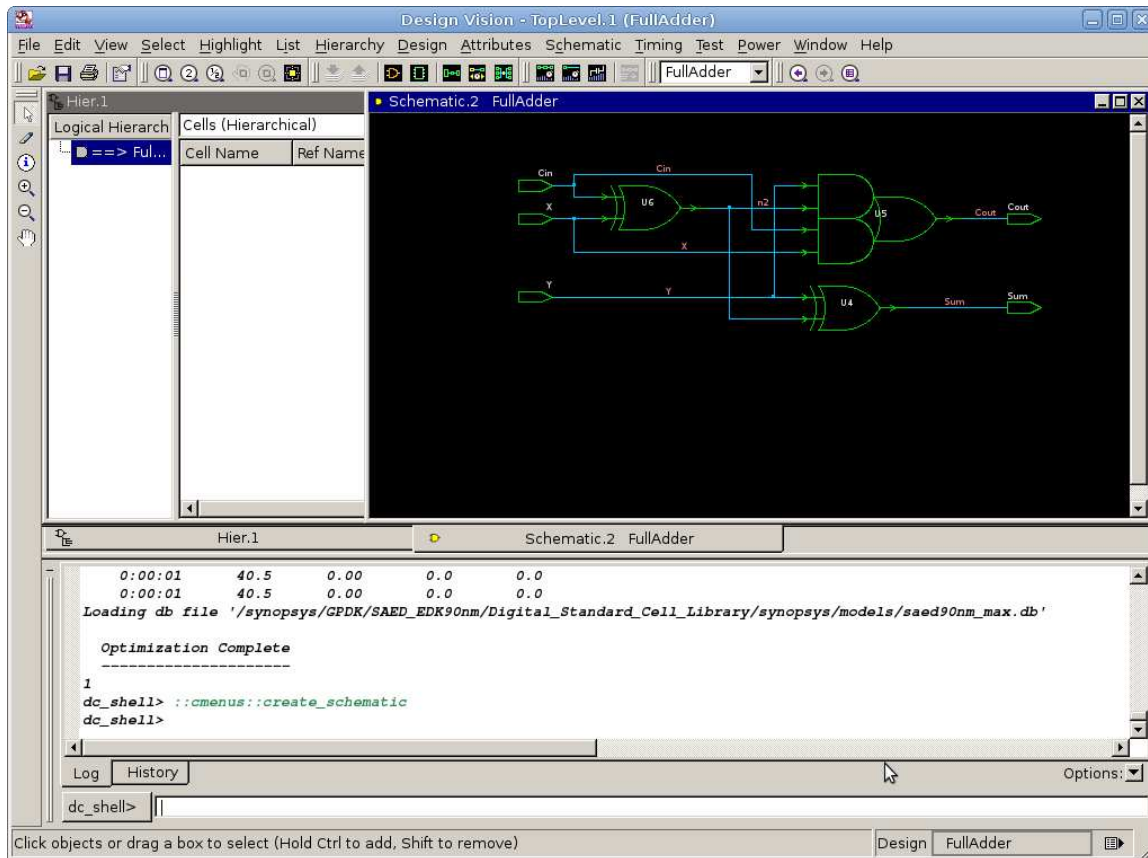 Design Vision - TopLevel.1 (FullAdder)
File Edit View Select Highlight List Hierarchy Design Attributes Schematic Timing Test Power Window Help
FullAdder
Hier.1
Logical Hierarch
==> Ful...
Cells (Hierarchical)
Cell Name Ref Name
Schematic.2 FullAdder
Cin Cin
X U6 n2 U5 Cout Cout
X
Y Y U4 Sum Sum
Hier.1 Schematic.2 FullAdder
0:00:01 40.5 0.00 0.0 0.0
0:00:01 40.5 0.00 0.0 0.0
Loading db file '/synopsys/GPDK/SAED_EDK90nm/Digital_Standard_Cell_Library/synopsys/models/saed90nm_max.db'
Optimization Complete
---------------------
1
dc_shell> ::cmenus::create_schematic
dc_shell>
Log History Options:
dc_shell>
Click objects or drag a box to select (Hold Ctrl to add, Shift to remove) Design FullAdder